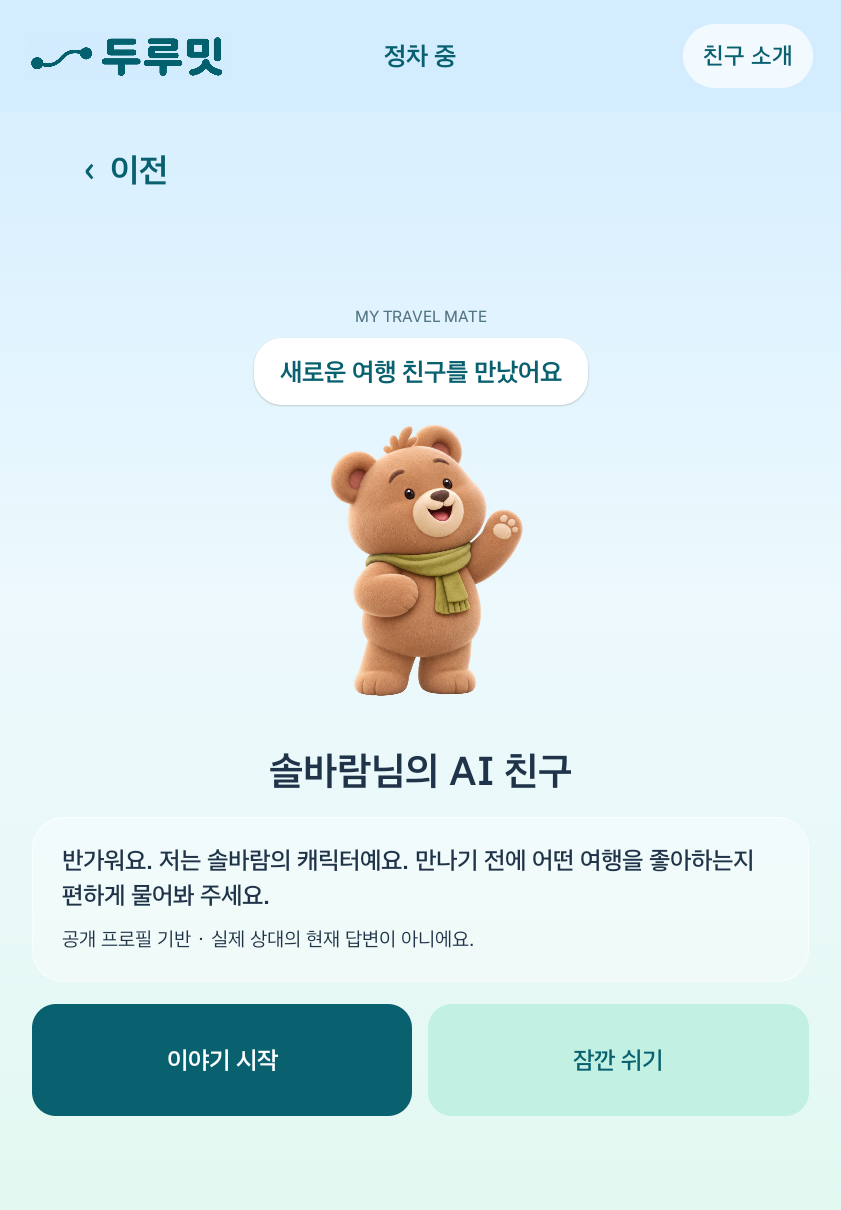 두루밋
정차 중
친구 소개
‹ 이전
MY TRAVEL MATE
새로운 여행 친구를 만났어요
솔바람님의 AI 친구
반가워요. 저는 솔바람의 캐릭터예요. 만나기 전에 어떤 여행을 좋아하는지
편하게 물어봐 주세요.
공개 프로필 기반 · 실제 상대의 현재 답변이 아니에요.
이야기 시작
잠깐 쉬기